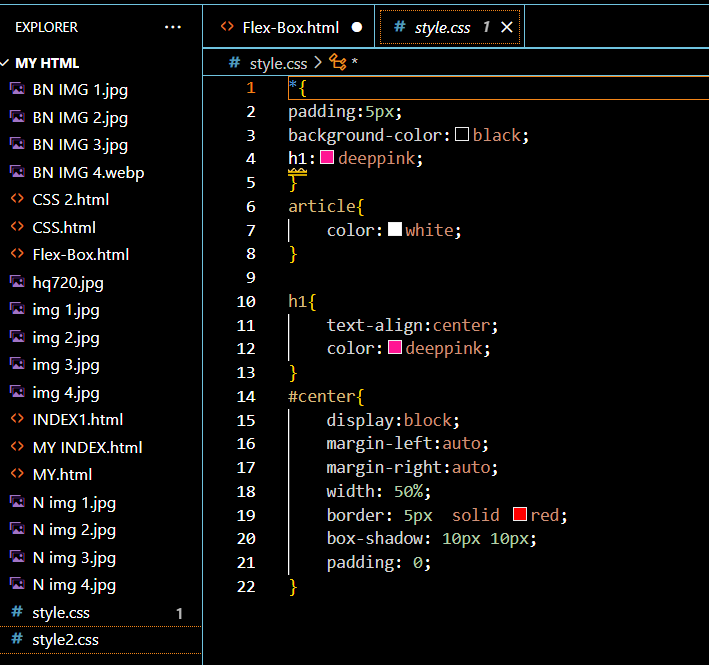 EXPLORER ...
MY HTML
BN IMG 1.jpg
BN IMG 2.jpg
BN IMG 3.jpg
BN IMG 4.webp
CSS 2.html
CSS.html
Flex-Box.html
hq720.jpg
img 1.jpg
img 2.jpg
img 3.jpg
img 4.jpg
INDEX1.html
MY INDEX.html
MY.html
N img 1.jpg
N img 2.jpg
N img 3.jpg
N img 4.jpg
# style.css 1
# style2.css
<> Flex-Box.html ● # style.css 1 ×
# style.css > *
1 *{
2 padding:5px;
3 background-color:black;
4 h1:deeppink;
5 }
6 article{
7 color:white;
8 }
9
10 h1{
11 text-align:center;
12 color:deeppink;
13 }
14 #center{
15 display:block;
16 margin-left:auto;
17 margin-right:auto;
18 width: 50%;
19 border: 5px  solid red;
20 box-shadow: 10px 10px;
21 padding: 0;
22 }